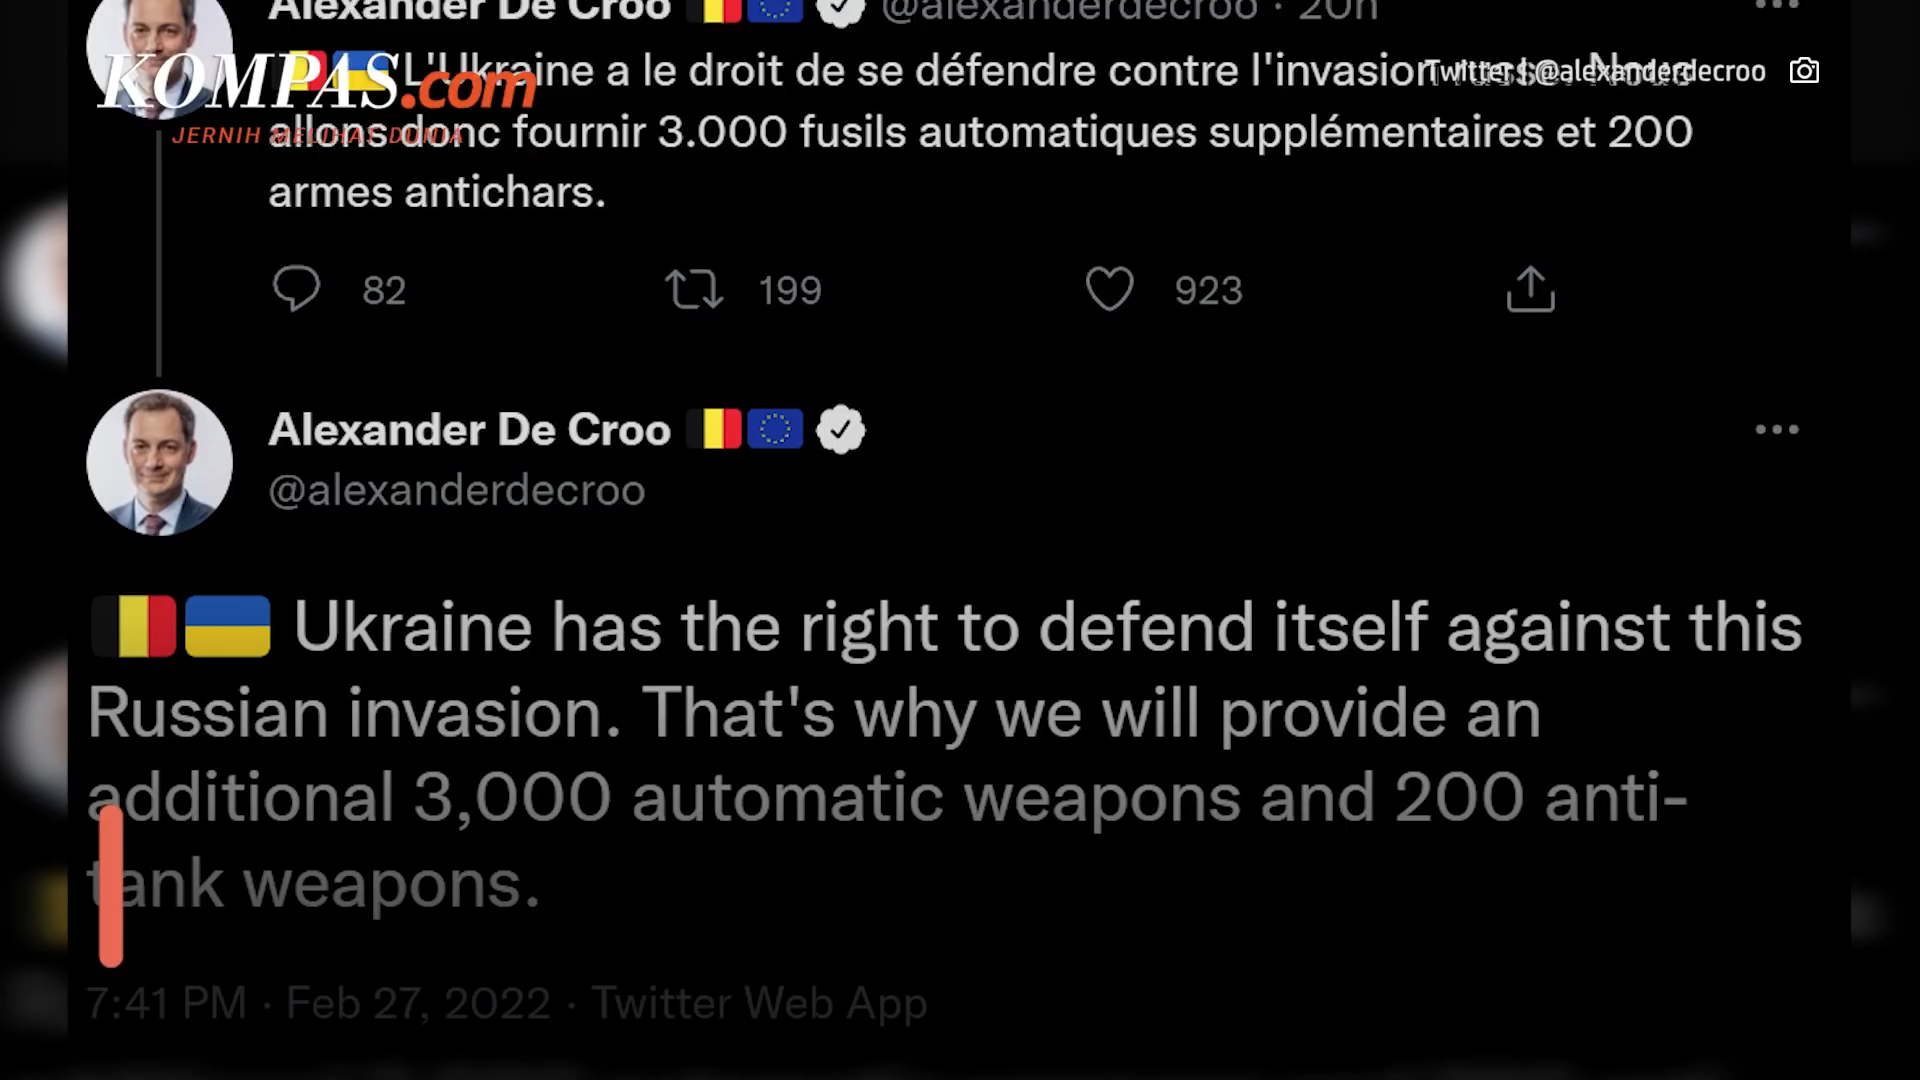 Alexander De Croo @alexanderdecroo · 20h
KOMPAS.com
JERNIH MELIHAT DUNIA
L'Ukraine a le droit de se défendre contre l'invasion russe. Nous
Twitter | @alexanderdecroo
allons donc fournir 3.000 fusils automatiques supplémentaires et 200
armes antichars.
82 199 923
Alexander De Croo
@alexanderdecroo
Ukraine has the right to defend itself against this
Russian invasion. That's why we will provide an
additional 3,000 automatic weapons and 200 anti-
tank weapons.
7:41 PM · Feb 27, 2022 · Twitter Web App